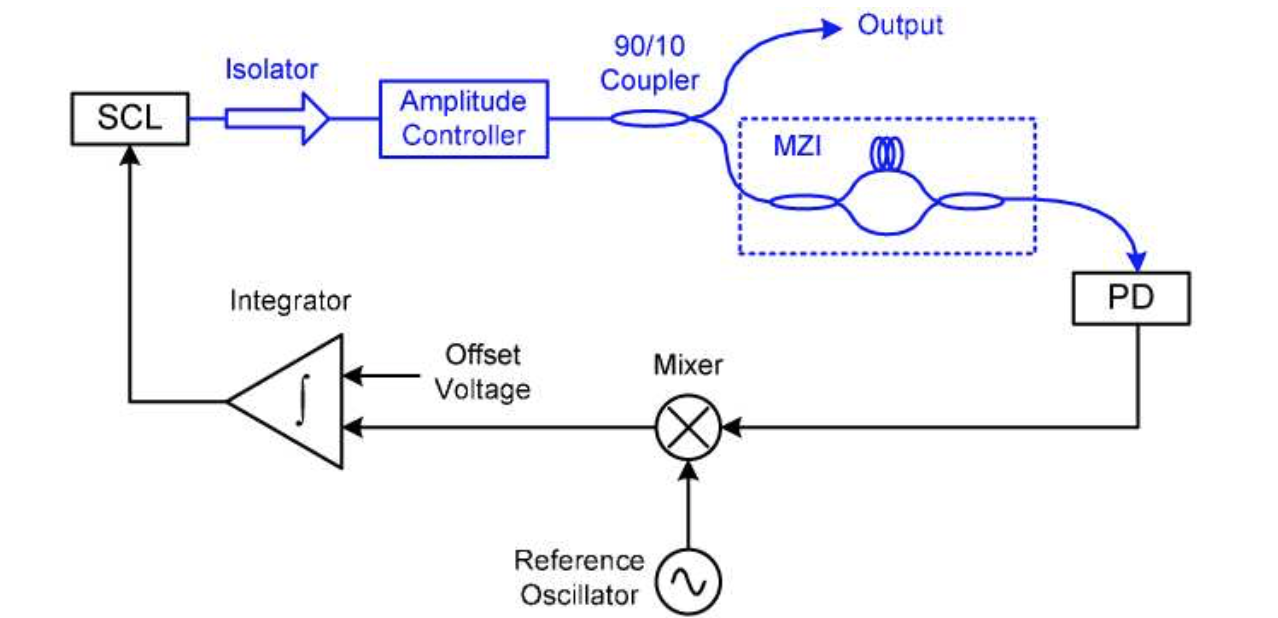 Output
90/10
Coupler
Isolator
SCL
Amplitude
Controller
MZI
PD
Integrator
∫
Offset
Voltage
Mixer
Reference
Oscillator